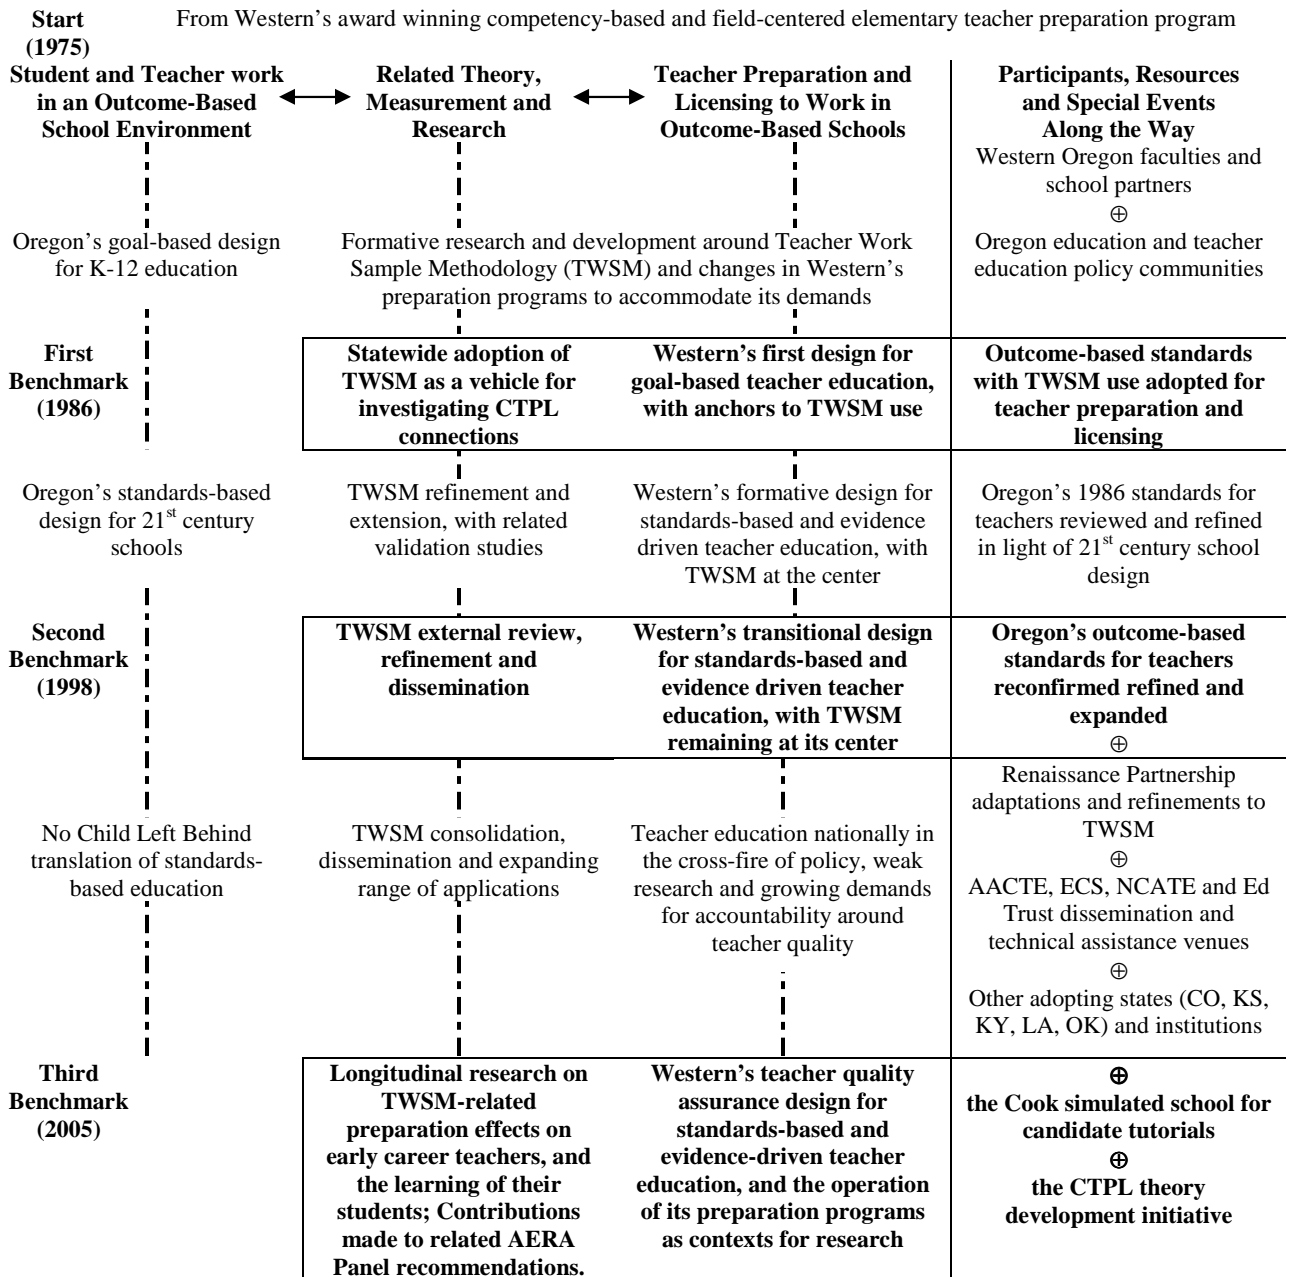 Start
(1975)
From Western’s award winning competency-based and field-centered elementary teacher preparation program
Student and Teacher work
in an Outcome-Based
School Environment
Related Theory,
Measurement and
Research
Teacher Preparation and
Licensing to Work in
Outcome-Based Schools
Participants, Resources
and Special Events
Along the Way
Western Oregon faculties and
school partners
⊕
Oregon education and teacher
education policy communities
Oregon’s goal-based design
for K-12 education
Formative research and development around Teacher Work
Sample Methodology (TWSM) and changes in Western’s
preparation programs to accommodate its demands
First
Benchmark
(1986)
Statewide adoption of
TWSM as a vehicle for
investigating CTPL
connections
Western’s first design for
goal-based teacher education,
with anchors to TWSM use
Outcome-based standards
with TWSM use adopted for
teacher preparation and
licensing
Oregon’s standards-based
design for 21st century
schools
TWSM refinement and
extension, with related
validation studies
Western’s formative design for
standards-based and evidence
driven teacher education, with
TWSM at the center
Oregon’s 1986 standards for
teachers reviewed and refined
in light of 21st century school
design
Second
Benchmark
(1998)
TWSM external review,
refinement and
dissemination
Western’s transitional design
for standards-based and
evidence driven teacher
education, with TWSM
remaining at its center
Oregon’s outcome-based
standards for teachers
reconfirmed refined and
expanded
⊕
Renaissance Partnership
adaptations and refinements to
TWSM
⊕
AACTE, ECS, NCATE and Ed
Trust dissemination and
technical assistance venues
⊕
Other adopting states (CO, KS,
KY, LA, OK) and institutions
No Child Left Behind
translation of standards-
based education
TWSM consolidation,
dissemination and expanding
range of applications
Teacher education nationally in
the cross-fire of policy, weak
research and growing demands
for accountability around
teacher quality
Third
Benchmark
(2005)
Longitudinal research on
TWSM-related
preparation effects on
early career teachers, and
the learning of their
students; Contributions
made to related AERA
Panel recommendations.
Western’s teacher quality
assurance design for
standards-based and
evidence-driven teacher
education, and the operation
of its preparation programs
as contexts for research
⊕
the Cook simulated school for
candidate tutorials
⊕
the CTPL theory
development initiative